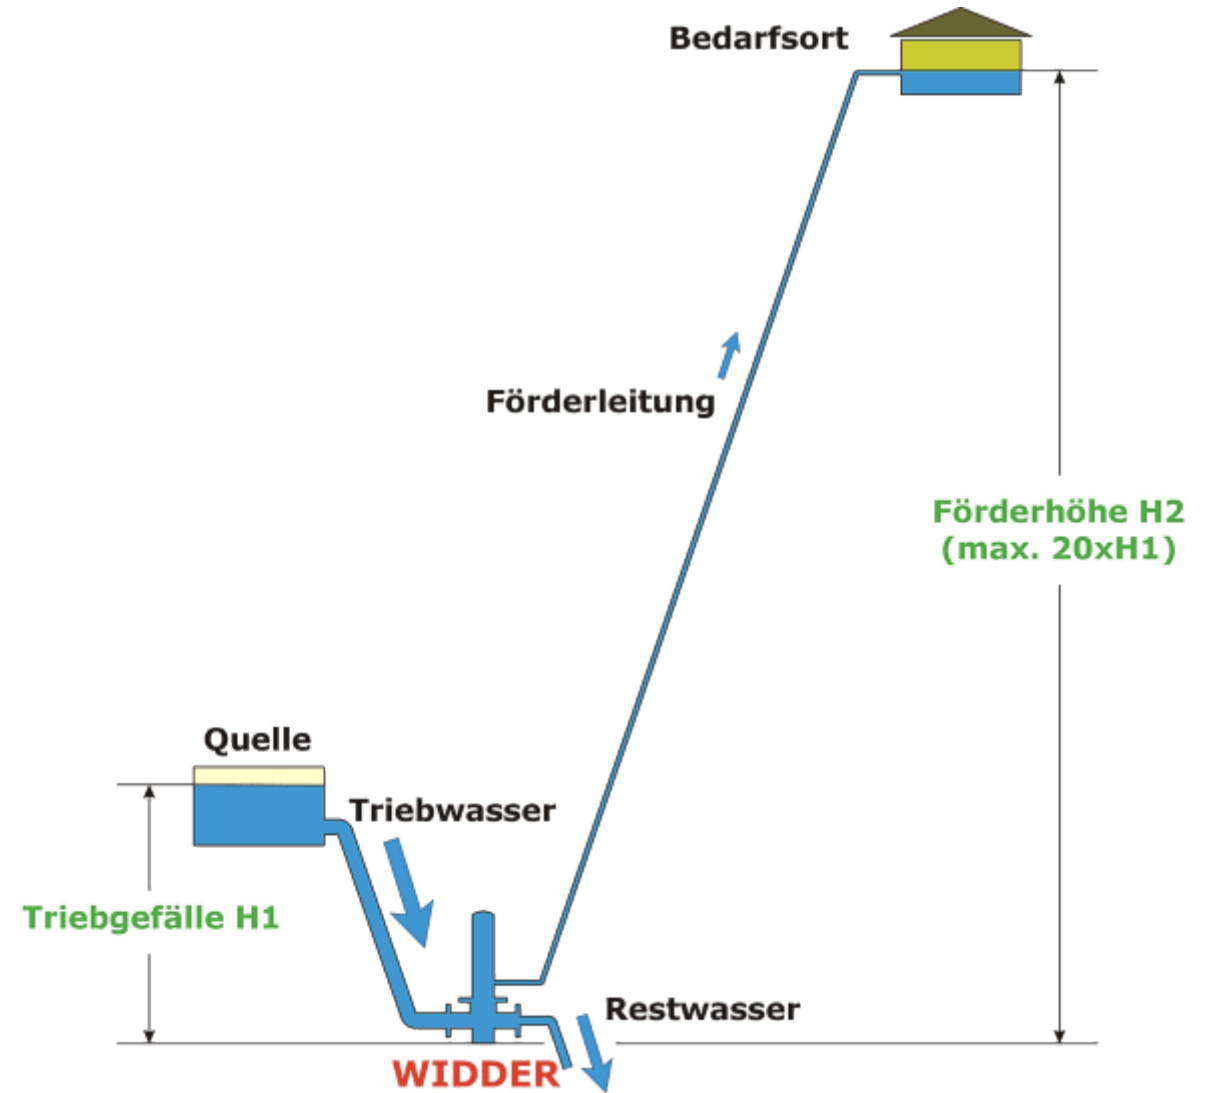 Bedarfsort
Förderleitung
Förderhöhe H2
(max. 20xH1)
Quelle
Triebwasser
Triebgefälle H1
Restwasser
WIDDER